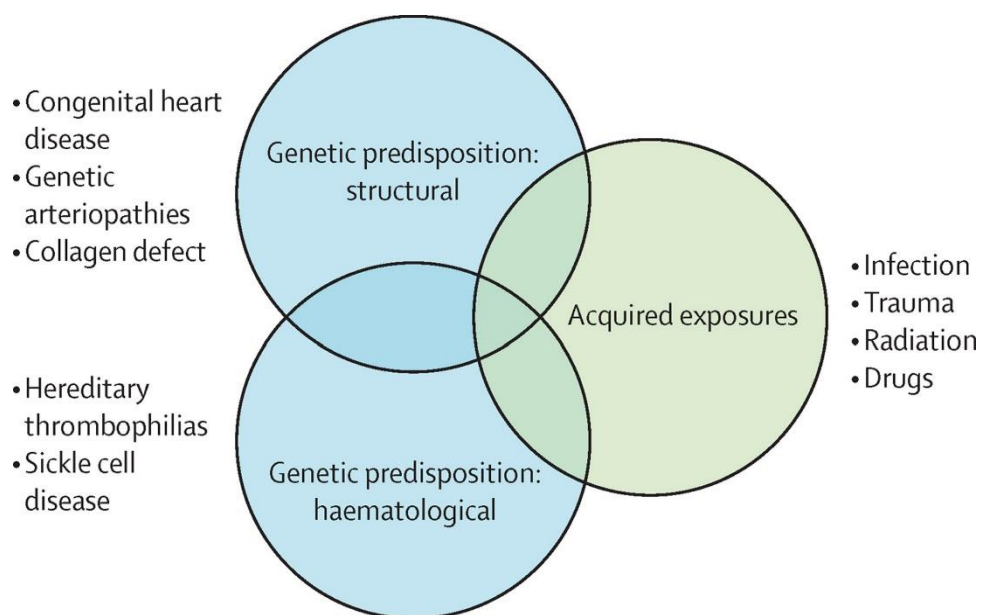 • Congenital heart
disease
• Genetic
arteriopathies
• Collagen defect
Genetic predisposition:
structural
Acquired exposures
• Infection
• Trauma
• Radiation
• Drugs
• Hereditary
thrombophilias
• Sickle cell
disease
Genetic predisposition:
haematological